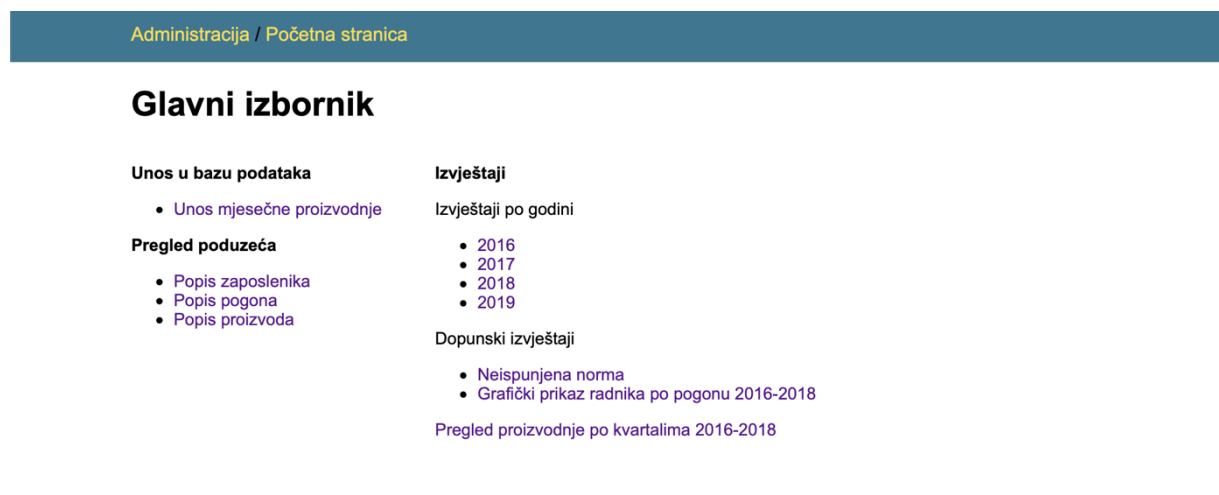 Administracija / Početna stranica
Glavni izbornik
Unos u bazu podataka
Unos mjesečne proizvodnje
Pregled poduzeća
Popis zaposlenika
Popis pogona
Popis proizvoda
Izvještaji
Izvještaji po godini
2016
2017
2018
2019
Dopunski izvještaji
Neispunjena norma
Grafički prikaz radnika po pogonu 2016-2018
Pregled proizvodnje po kvartalima 2016-2018